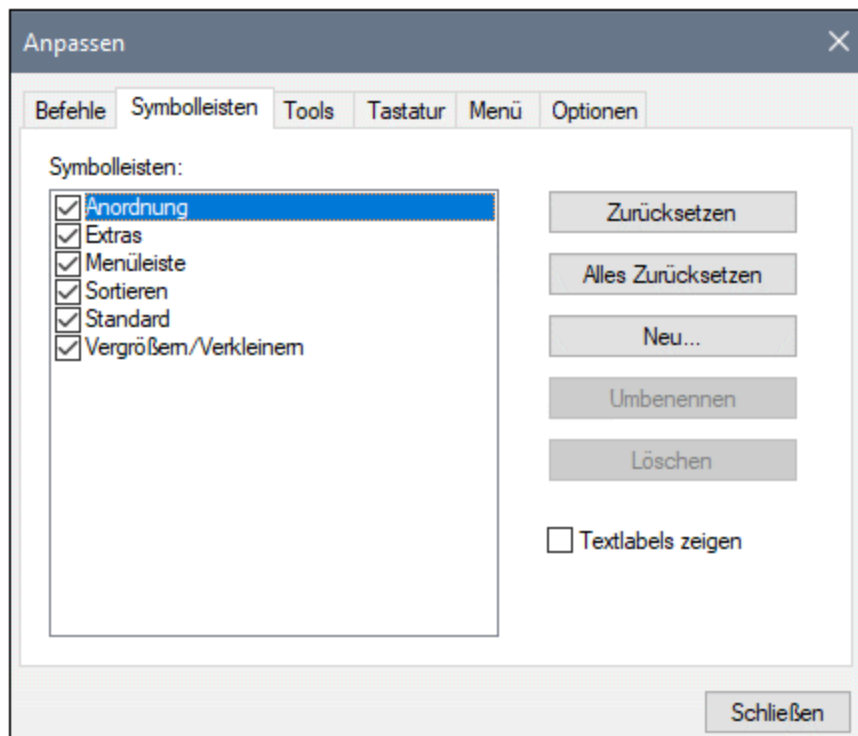 Anpassen
Befehle Symbolleisten Tools Tastatur Menü Optionen
Symbolleisten:
Anordnung
Extras
Menüleiste
Sortieren
Standard
Vergrößern/Verkleinern
Zurücksetzen
Alles Zurücksetzen
Neu...
Umbenennen
Löschen
Textlabels zeigen
Schließen